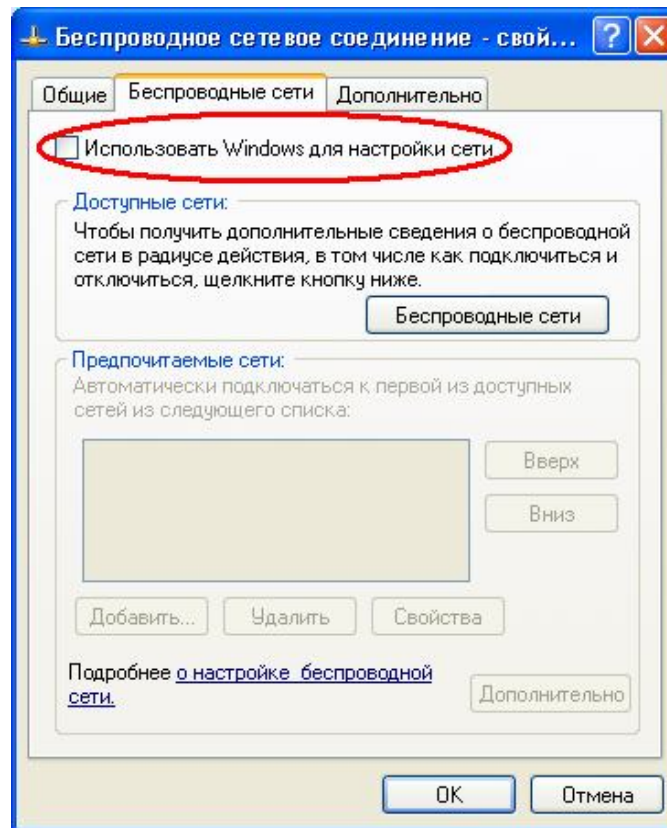 Беспроводное сетевое соединение - свой...
Общие
Беспроводные сети
Дополнительно
Использовать Windows для настройки сети
Доступные сети:
Чтобы получить дополнительные сведения о беспроводной
сети в радиусе действия, в том числе как подключиться и
отключиться, щелкните кнопку ниже.
Беспроводные сети
Предпочитаемые сети:
Автоматически подключаться к первой из доступных
сетей из следующего списка:
Вверх
Вниз
Добавить...
Удалить
Свойства
Подробнее о настройке беспроводной
сети.
Дополнительно
OK
Отмена